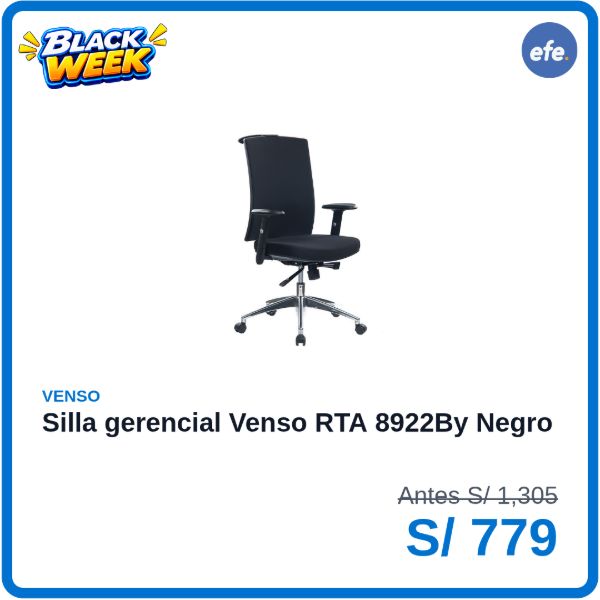 BLACK
WEEK
efe.
VENSO
Silla gerencial Venso RTA 8922By Negro
Antes S/ 1,305
S/ 779